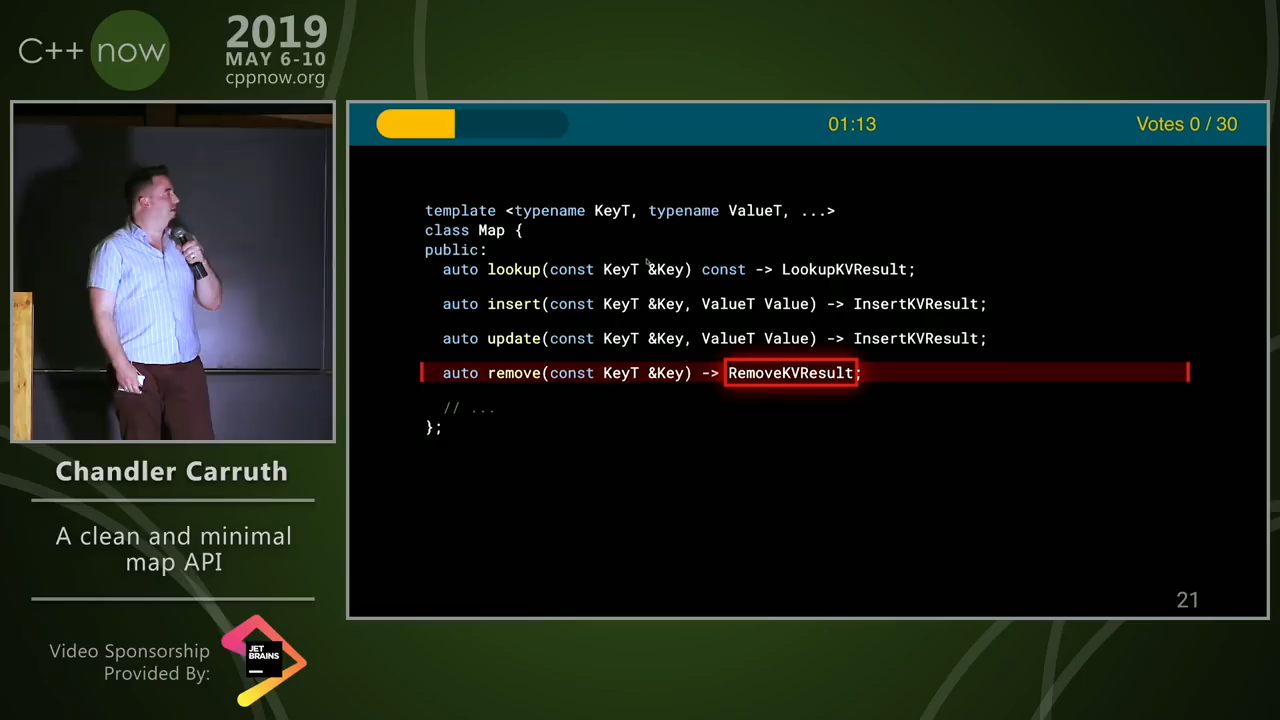 C++ now
2019
MAY 6-10
cppnow.org
01:13
Votes 0 / 30
template <typename KeyT, typename ValueT, ...>
class Map {
public:
auto lookup(const KeyT &Key) const -> LookupKVResult;
auto insert(const KeyT &Key, ValueT Value) -> InsertKVResult;
auto update(const KeyT &Key, ValueT Value) -> InsertKVResult;
auto remove(const KeyT &Key) -> RemoveKVResult;
// ...
};
21
Chandler Carruth
A clean and minimal
map API
Video Sponsorship
Provided By:
JET
BRAINS